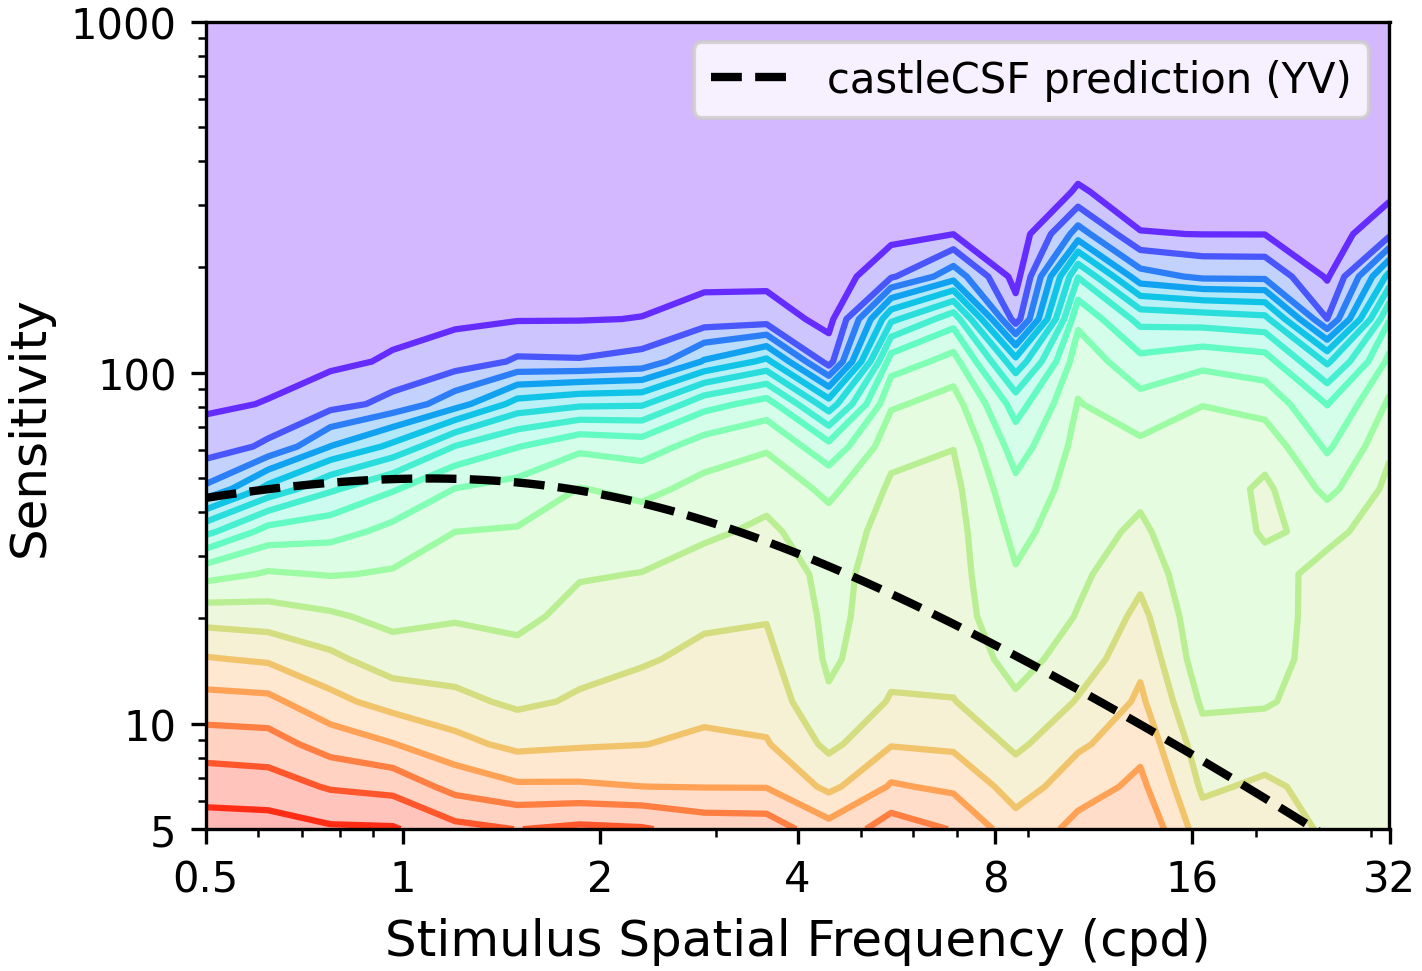 1000
100
10
5
Sensitivity
castleCSF prediction (YV)
0.5 1 2 4 8 16 32
Stimulus Spatial Frequency (cpd)